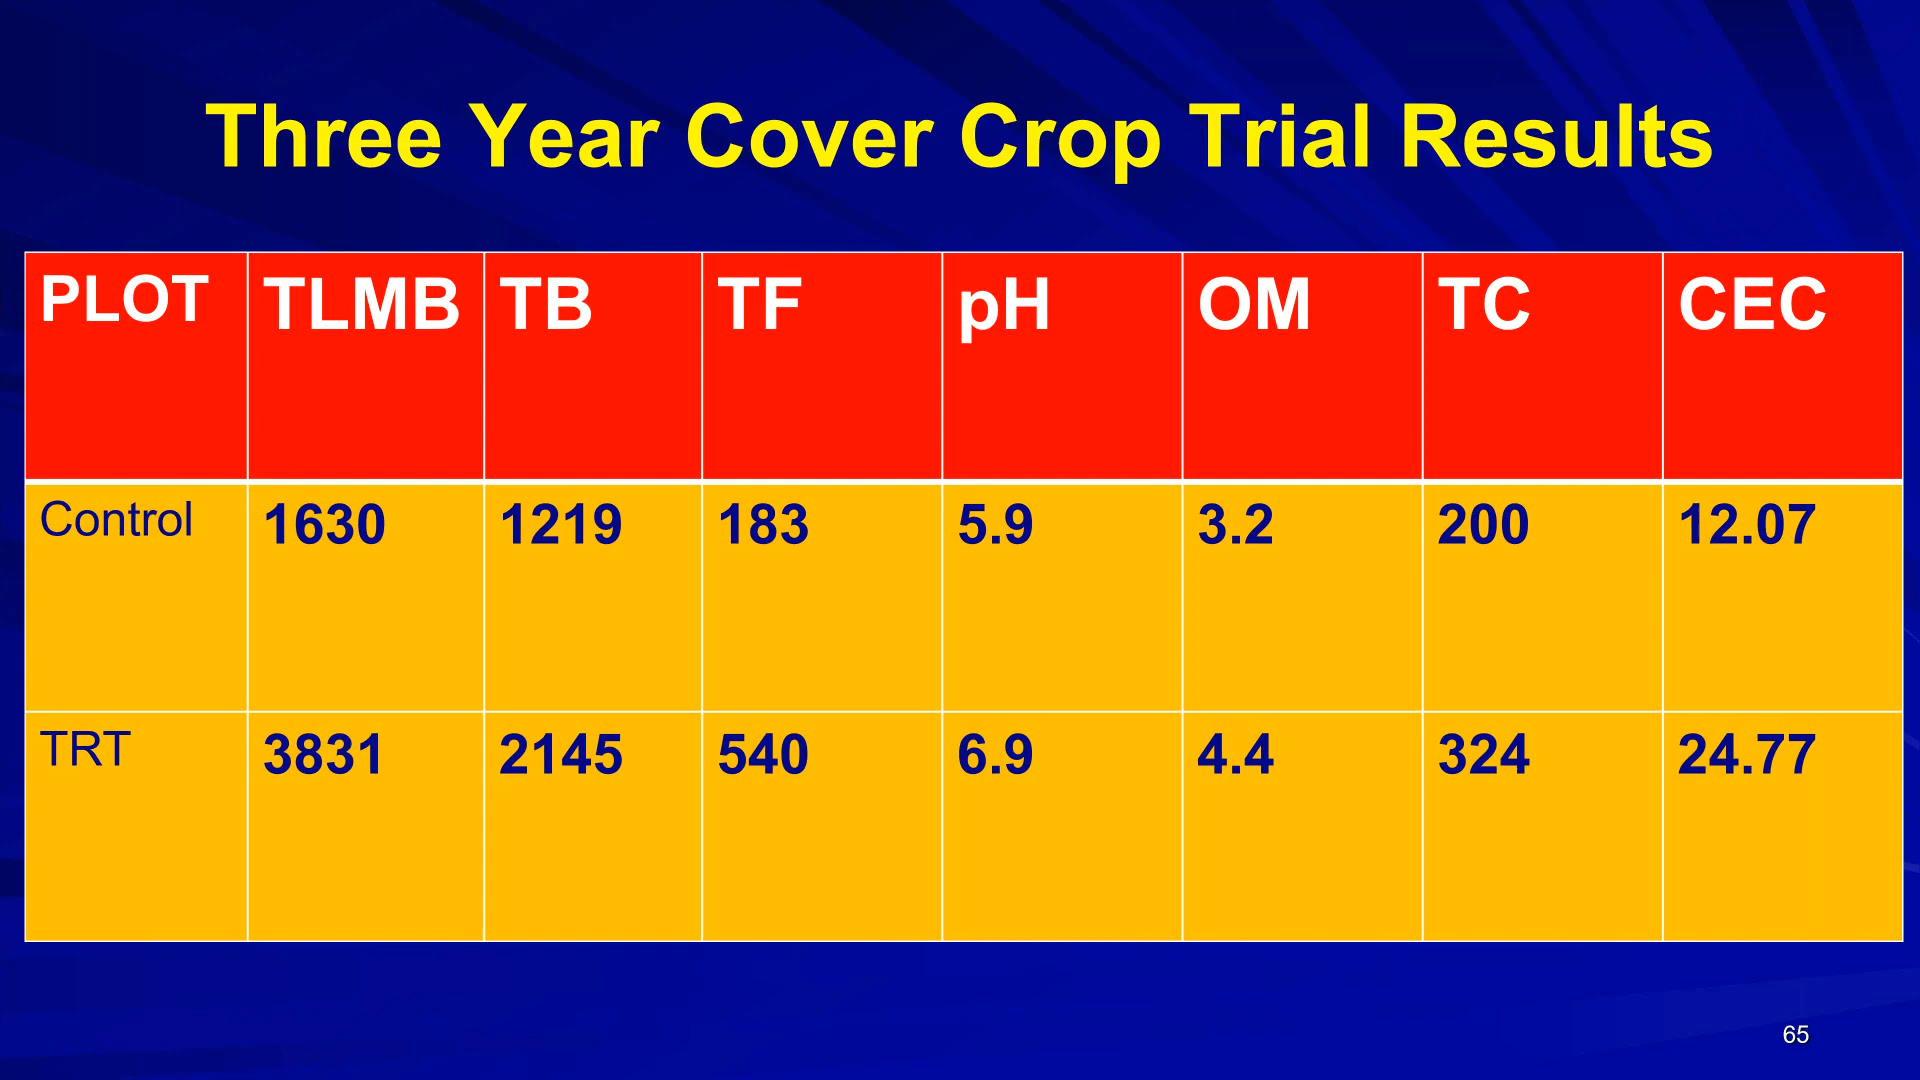 Three Year Cover Crop Trial Results
PLOT TLMB TB TF pH OM TC CEC
Control 1630 1219 183 5.9 3.2 200 12.07
TRT 3831 2145 540 6.9 4.4 324 24.77
65